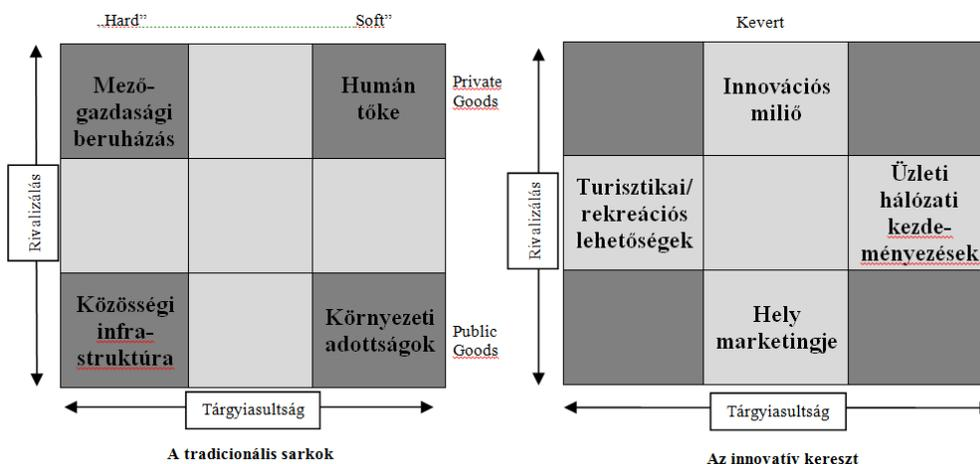 „Hard” Soft”
Mező-
gazdasági
beruházás
Humán
tőke
Private
Goods
Rivalizálás
Közösségi
infra-
struktúra
Környezeti
adottságok
Public
Goods
Tárgyiasultság
A tradicionális sarkok
Kevert
Innovációs
milió
Turisztikai/
rekreációs
lehetőségek
Üzleti
hálózati
kezde-
ményezések
Rivalizálás
Hely
marketingje
Tárgyiasultság
Az innovatív kereszt